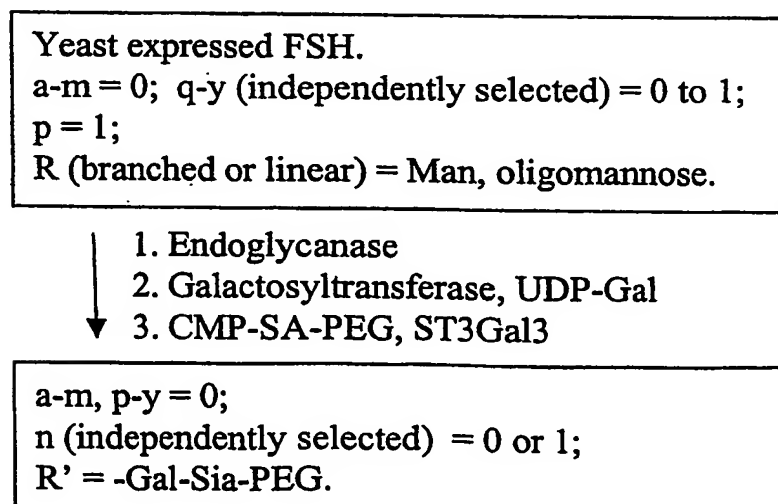 Yeast expressed FSH.
a-m = 0; q-y (independently selected) = 0 to 1;
p = 1;
R (branched or linear) = Man, oligomannose.
1. Endoglycanase
2. Galactosyltransferase, UDP-Gal
3. CMP-SA-PEG, ST3Gal3
a-m, p-y = 0;
n (independently selected) = 0 or 1;
R' = -Gal-Sia-PEG.